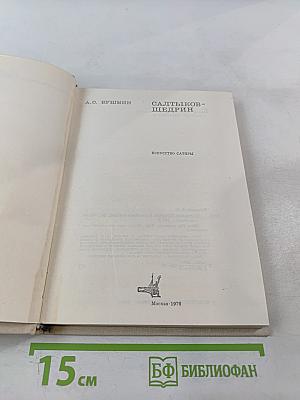 А.С. БУШМИН
САЛТЫКОВ-
ЩЕДРИН
ИСКУССТВО САТИРЫ
Москва · 1976
15 см
БФ БИБЛИОФАН